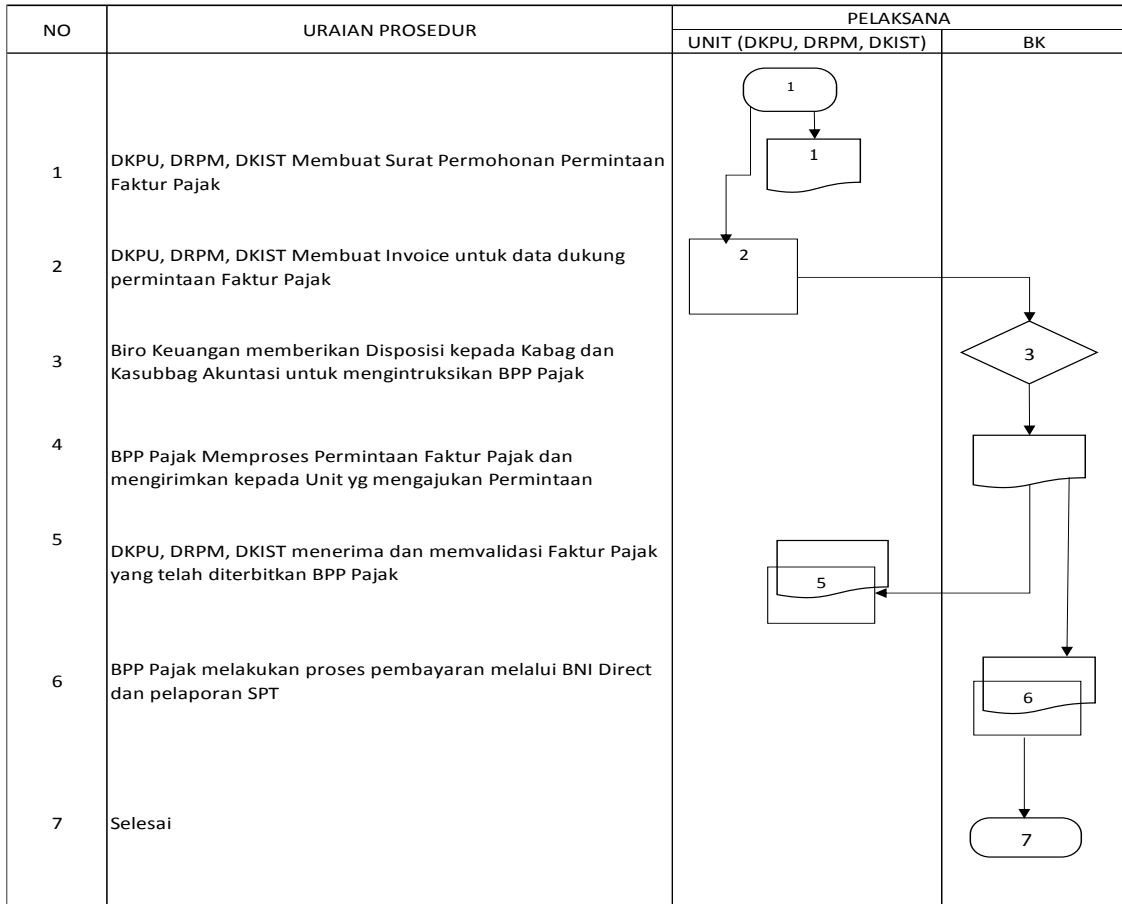 NO
URAIAN PROSEDUR
PELAKSANA
UNIT (DKPU, DRPM, DKIST)
BK
1
1
DKPU, DRPM, DKIST Membuat Surat Permohonan Permintaan
Faktur Pajak
1
2
DKPU, DRPM, DKIST Membuat Invoice untuk data dukung
permintaan Faktur Pajak
2
3
Biro Keuangan memberikan Disposisi kepada Kabag dan
Kasubbag Akuntasi untuk mengintruksikan BPP Pajak
3
4
BPP Pajak Memproses Permintaan Faktur Pajak dan
mengirimkan kepada Unit yg mengajukan Permintaan
5
DKPU, DRPM, DKIST menerima dan memvalidasi Faktur Pajak
yang telah diterbitkan BPP Pajak
5
6
BPP Pajak melakukan proses pembayaran melalui BNI Direct
dan pelaporan SPT
6
7
Selesai
7